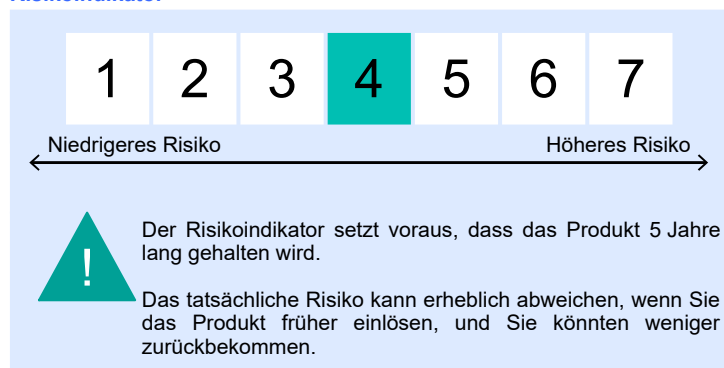 1 2 3 4 5 6 7
Niedrigeres Risiko Höheres Risiko
! Der Risikoindikator setzt voraus, dass das Produkt 5 Jahre
lang gehalten wird.
Das tatsächliche Risiko kann erheblich abweichen, wenn Sie
das Produkt früher einlösen, und Sie könnten weniger
zurückbekommen.